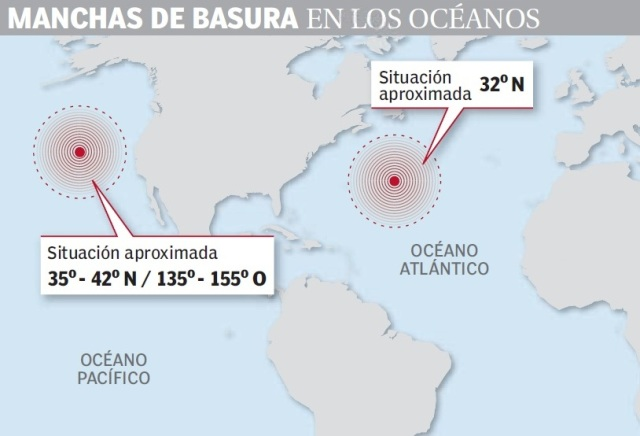 MANCHAS DE BASURA EN LOS OCÉANOS
Situación
aproximada 32º N
Situación aproximada
35º - 42º N / 135º - 155º O
OCÉANO
ATLÁNTICO
OCÉANO
PACÍFICO